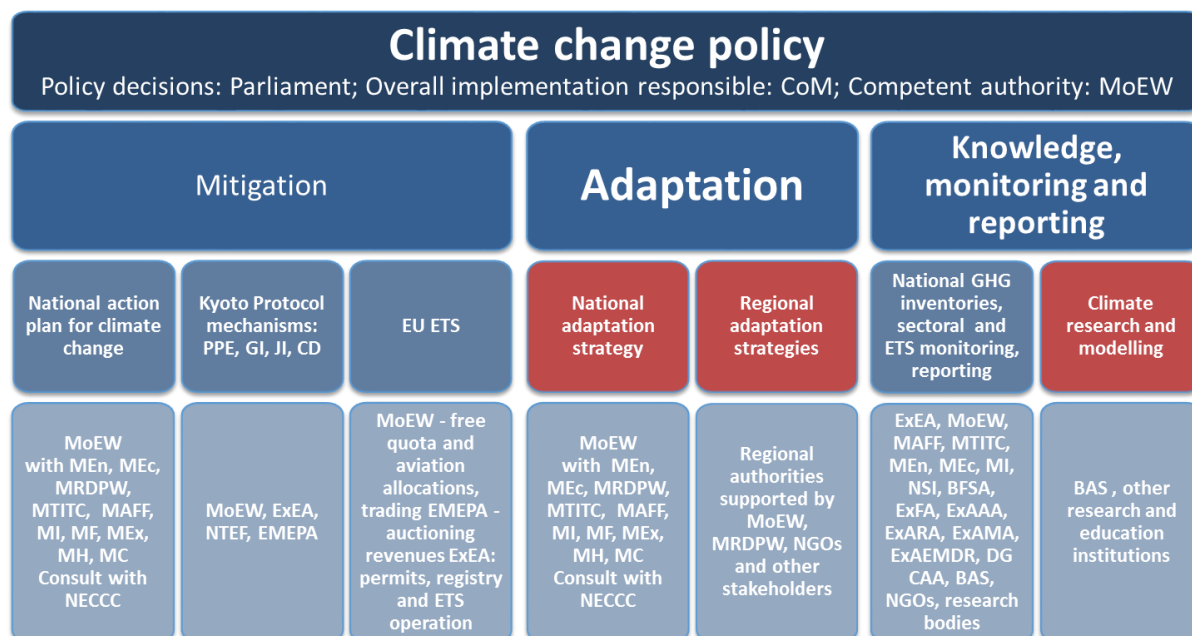 Climate change policy
Policy decisions: Parliament; Overall implementation responsible: CoM; Competent authority: MoEW
Mitigation
Adaptation
Knowledge,
monitoring and
reporting
National action
plan for climate
change
Kyoto Protocol
mechanisms:
PPE, GI, JI, CD
EU ETS
National
adaptation
strategy
Regional
adaptation
strategies
National GHG
inventories,
sectoral and
ETS monitoring,
reporting
Climate
research and
modelling
MoEW
with MEn, MEc,
MRDPW,
MTITC, MAFF,
MI, MF, MEx,
MH, MC
Consult with
NECCC
MoEW, ExEA,
NTEF, EMEPA
MoEW - free
quota and
aviation
allocations,
trading EMEPA -
auctioning
revenues ExEA:
permits, registry
and ETS
operation
MoEW
with MEn,
MEc, MRDPW,
MTITC, MAFF,
MI, MF, MEx,
MH, MC
Consult with
NECCC
Regional
authorities
supported by
MoEW,
MRDPW, NGOs
and other
stakeholders
ExEA, MoEW,
MAFF, MTITC,
MEn, MEc, MI,
NSI, BFSA,
ExFA, ExAAA,
ExARA, ExAMA,
ExAEMDR, DG
CAA, BAS,
NGOs, research
bodies
BAS , other
research and
education
institutions